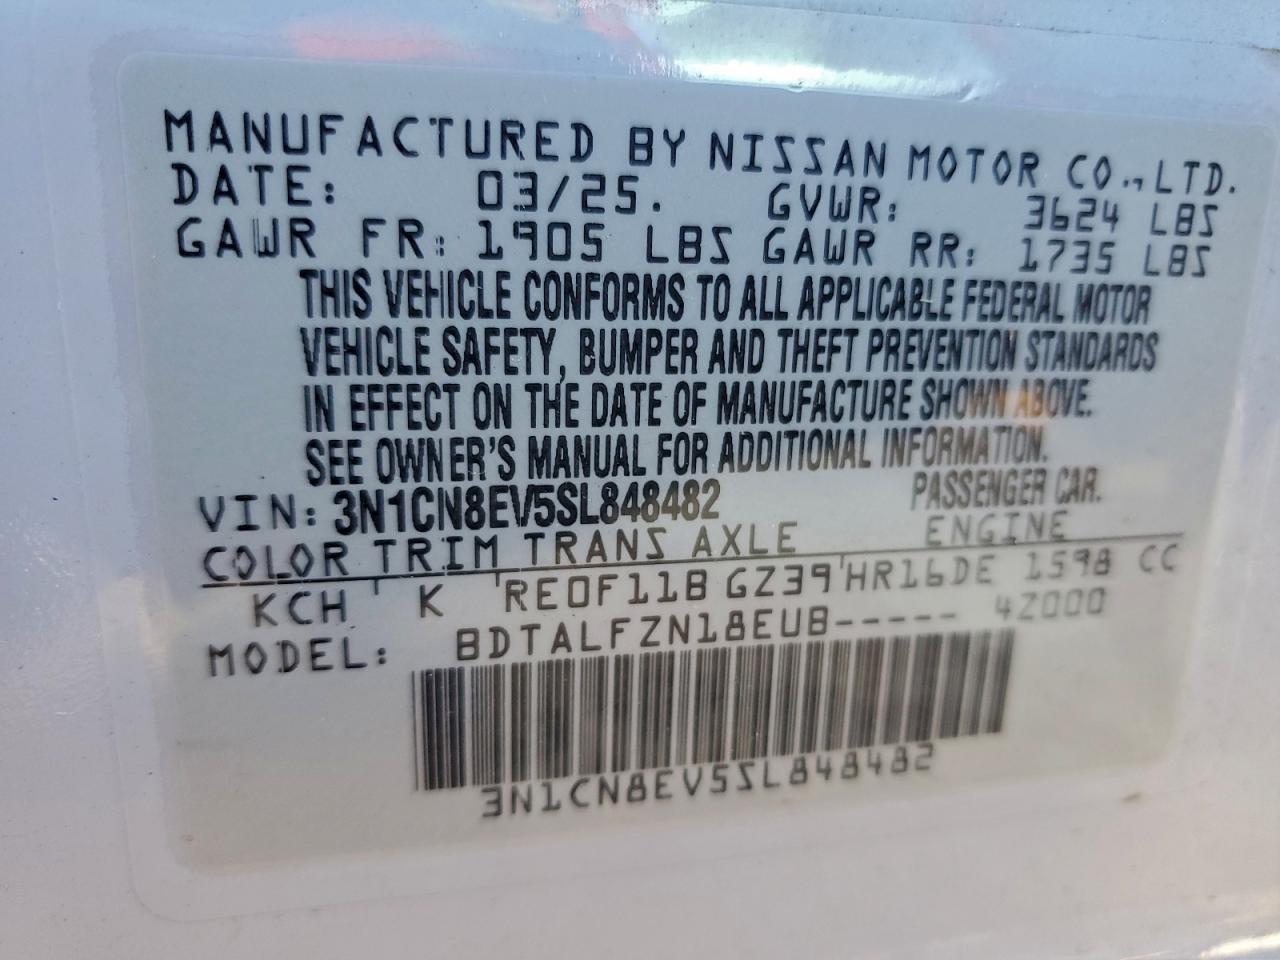 MANUFACTURED BY NISSAN MOTOR CO., LTD.
DATE: 03/25. GVWR: 3624 LBS
GAWR FR: 1905 LBS GAWR RR: 1735 LBS
THIS VEHICLE CONFORMS TO ALL APPLICABLE FEDERAL MOTOR
VEHICLE SAFETY, BUMPER AND THEFT PREVENTION STANDARDS
IN EFFECT ON THE DATE OF MANUFACTURE SHOWN ABOVE.
SEE OWNER'S MANUAL FOR ADDITIONAL INFORMATION.
VIN: 3N1CN8EV5SL848482 PASSENGER CAR.
COLOR TRIM TRANS AXLE ENGINE
KCH K RE0F11B GZ39 HR16DE 1598 CC
MODEL: BDTALFZN18EUB----- 4Z000
3N1CN8EV5SL848482